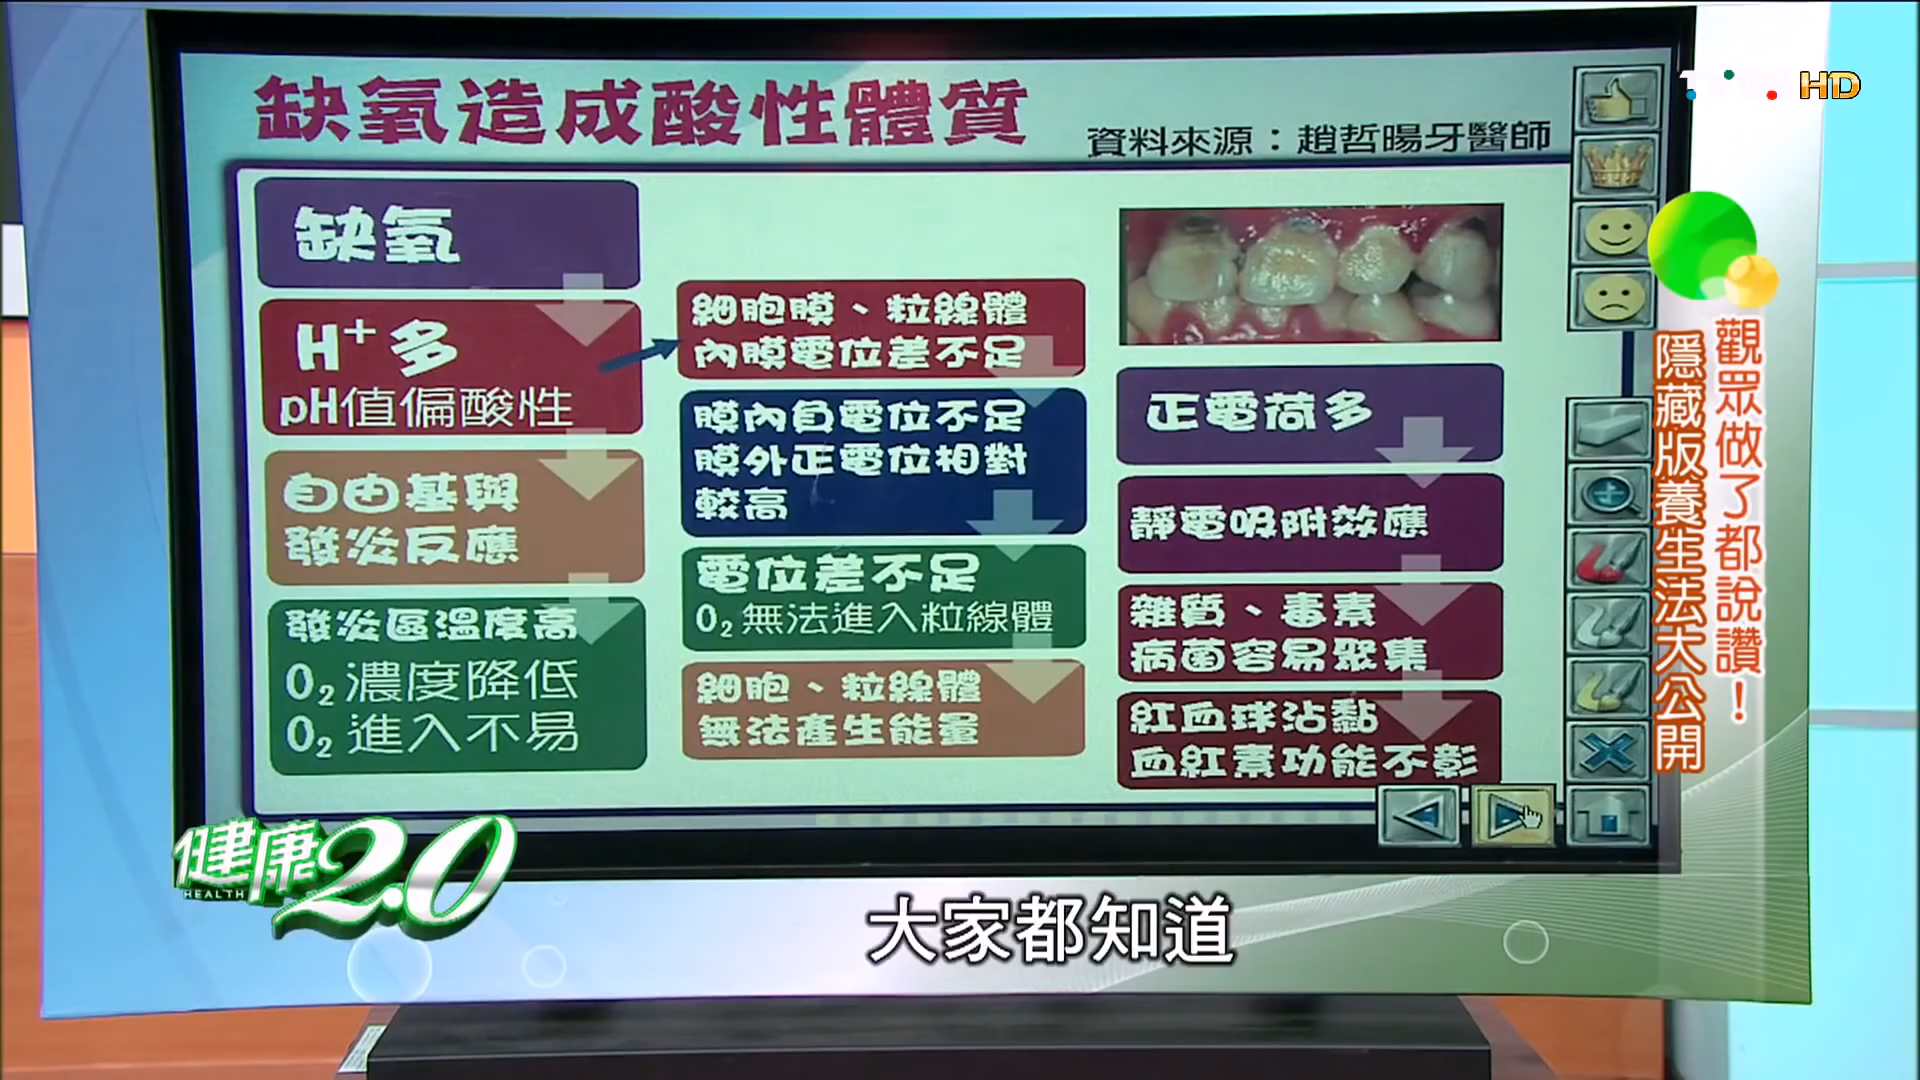 缺氧造成酸性體質
資料來源：趙哲暘牙醫師
HD
缺氧
H⁺多
pH值偏酸性
自由基與
發炎反應
發炎區溫度高
O₂濃度降低
O₂進入不易
細胞膜、粒線體
內膜電位差不足
膜內負電位不足
膜外正電位相對
較高
電位差不足
O₂無法進入粒線體
細胞、粒線體
無法產生能量
正電荷多
靜電吸附效應
雜質、毒素
病菌容易聚集
紅血球沾黏
血紅素功能不彰
觀眾做了都說讚！
隱藏版養生法大公開
健康2.0
HEALTH
大家都知道